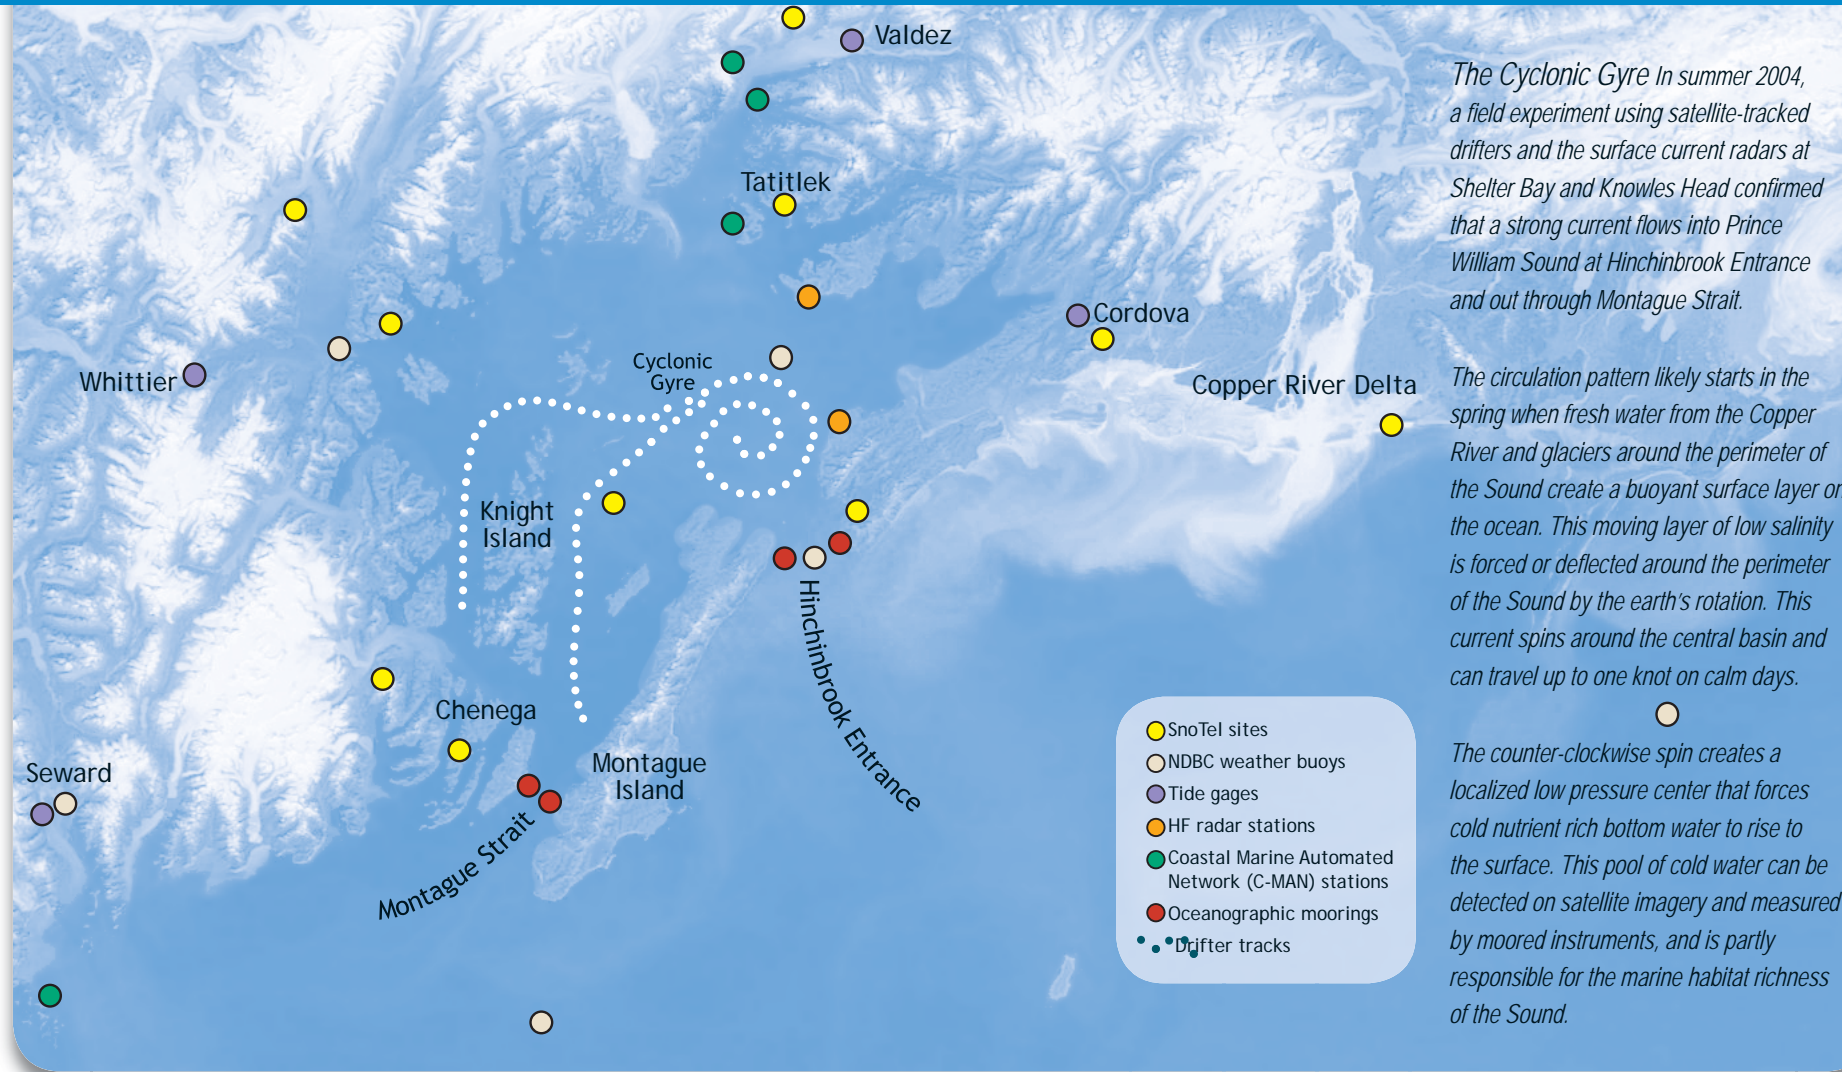 Valdez
Tatitlek
Cordova
Whittier
Cyclonic
Gyre
Copper River Delta
Knight
Island
Hinchinbrook Entrance
Chenega
Seward
Montague
Island
Montague Strait
SnoTel sites
NDBC weather buoys
Tide gages
HF radar stations
Coastal Marine Automated
Network (C-MAN) stations
Oceanographic moorings
Drifter tracks
The Cyclonic Gyre In summer 2004,
a field experiment using satellite-tracked
drifters and the surface current radars at
Shelter Bay and Knowles Head confirmed
that a strong current flows into Prince
William Sound at Hinchinbrook Entrance
and out through Montague Strait.
The circulation pattern likely starts in the
spring when fresh water from the Copper
River and glaciers around the perimeter of
the Sound create a buoyant surface layer on
the ocean. This moving layer of low salinity
is forced or deflected around the perimeter
of the Sound by the earth's rotation. This
current spins around the central basin and
can travel up to one knot on calm days.
The counter-clockwise spin creates a
localized low pressure center that forces
cold nutrient rich bottom water to rise to
the surface. This pool of cold water can be
detected on satellite imagery and measured
by moored instruments, and is partly
responsible for the marine habitat richness
of the Sound.